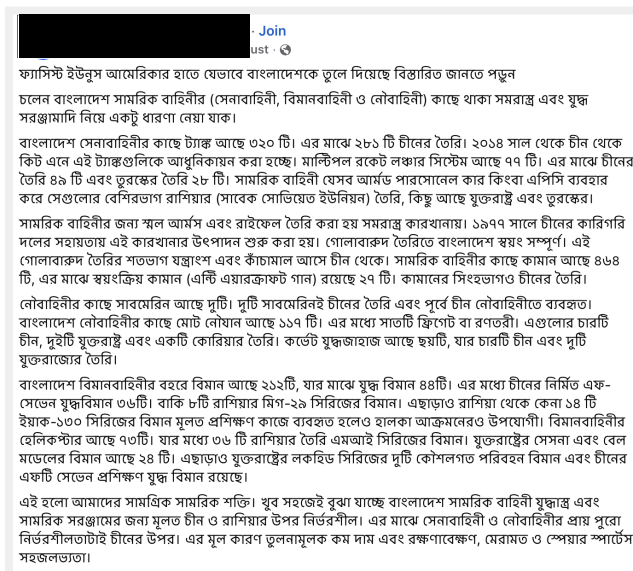 · Join
ust ·
ফ্যাসিস্ট ইউনুস আমেরিকার হাতে যেভাবে বাংলাদেশকে তুলে দিয়েছে বিস্তারিত জানতে পড়ুন
চলেন বাংলাদেশ সামরিক বাহিনীর (সেনাবাহিনী, বিমানবাহিনী ও নৌবাহিনী) কাছে থাকা সমরাস্ত্র এবং যুদ্ধ
সরঞ্জামাদি নিয়ে একটু ধারণা নেয়া যাক।
বাংলাদেশ সেনাবাহিনীর কাছে ট্যাঙ্ক আছে ৩২০ টি। এর মাঝে ২৮১ টি চীনের তৈরি। ২০১৪ সাল থেকে চীন থেকে
কিট এনে এই ট্যাঙ্কগুলিকে আধুনিকায়ন করা হচ্ছে। মাল্টিপল রকেট লঞ্চার সিস্টেম আছে ৭৭ টি। এর মাঝে চীনের
তৈরি ৪৯ টি এবং তুরস্কের তৈরি ২৮ টি। সামরিক বাহিনী যেসব আর্মড পারসোনেল কার কিংবা এপিসি ব্যবহার
করে সেগুলোর বেশিরভাগ রাশিয়ার (সাবেক সোভিয়েত ইউনিয়ন) তৈরি, কিছু আছে যুক্তরাষ্ট্র এবং তুরস্কের।
সামরিক বাহিনীর জন্য স্মল আর্মস এবং রাইফেল তৈরি করা হয় সমরাস্ত্র কারখানায়। ১৯৭৭ সালে চীনের কারিগরি
দলের সহায়তায় এই কারখানার উৎপাদন শুরু করা হয়। গোলাবারুদ তৈরিতে বাংলাদেশ স্বয়ং সম্পূর্ণ। এই
গোলাবারুদ তৈরির শতভাগ যন্ত্রাংশ এবং কাঁচামাল আসে চীন থেকে। সামরিক বাহিনীর কাছে কামান আছে ৪৬৪
টি, এর মাঝে স্বয়ংক্রিয় কামান (এন্টি এয়ারক্রাফট গান) রয়েছে ২৭ টি। কামানের সিংহভাগও চীনের তৈরি।
নৌবাহিনীর কাছে সাবমেরিন আছে দুটি। দুটি সাবমেরিনই চীনের তৈরি এবং পূর্বে চীন নৌবাহিনীতে ব্যবহৃত।
বাংলাদেশ নৌবাহিনীর কাছে মোট নৌযান আছে ১১৭ টি। এর মধ্যে সাতটি ফ্রিগেট বা রণতরী। এগুলোর চারটি
চীন, দুইটি যুক্তরাষ্ট্র এবং একটি কোরিয়ার তৈরি। কর্ভেট যুদ্ধজাহাজ আছে ছয়টি, যার চারটি চীন এবং দুটি
যুক্তরাজ্যের তৈরি।
বাংলাদেশ বিমানবাহিনীর বহরে বিমান আছে ২১২টি, যার মাঝে যুদ্ধ বিমান ৪৪টি। এর মধ্যে চীনের নির্মিত এফ-
সেভেন যুদ্ধবিমান ৩৬টি। বাকি ৮টি রাশিয়ার মিগ-২৯ সিরিজের বিমান। এছাড়াও রাশিয়া থেকে কেনা ১৪ টি
ইয়াক-১৩০ সিরিজের বিমান মূলত প্রশিক্ষণ কাজে ব্যবহৃত হলেও হালকা আক্রমনেরও উপযোগী। বিমানবাহিনীর
হেলিকপ্টার আছে ৭৩টি। যার মধ্যে ৩৬ টি রাশিয়ার তৈরি এমআই সিরিজের বিমান। যুক্তরাষ্ট্রের সেসনা এবং বেল
মডেলের বিমান আছে ২৪ টি। এছাড়াও যুক্তরাষ্ট্রের লকহিড সিরিজের দুটি কৌশলগত পরিবহন বিমান এবং চীনের
এফটি সেভেন প্রশিক্ষণ যুদ্ধ বিমান রয়েছে।
এই হলো আমাদের সামগ্রিক সামরিক শক্তি। খুব সহজেই বুঝা যাচ্ছে বাংলাদেশ সামরিক বাহিনী যুদ্ধাস্ত্র এবং
সামরিক সরঞ্জামের জন্য মূলত চীন ও রাশিয়ার উপর নির্ভরশীল। এর মাঝে সেনাবাহিনী ও নৌবাহিনীর প্রায় পুরো
নির্ভরশীলতাটাই চীনের উপর। এর মূল কারণ তুলনামূলক কম দাম এবং রক্ষণাবেক্ষণ, মেরামত ও স্পেয়ার স্পার্টেস
সহজলভ্যতা।